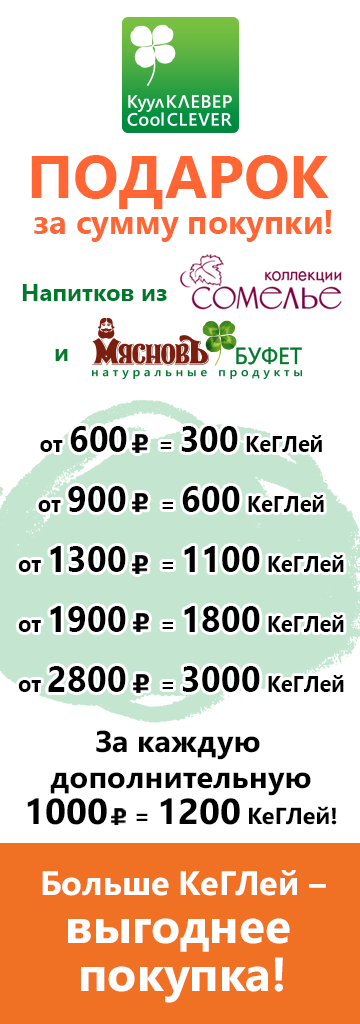 КуулКЛЕВЕР
CoolCLEVER
ПОДАРОК
за сумму покупки!
Напитков из
коллекции
СОМЕЛЬЕ
и МЯСНОВЪ БУФЕТ
натуральные продукты
от 600₽ = 300 КеГЛей
от 900₽ = 600 КеГЛей
от 1300₽ = 1100 КеГЛей
от 1900₽ = 1800 КеГЛей
от 2800₽ = 3000 КеГЛей
За каждую
дополнительную
1000₽ = 1200 КеГЛей!
Больше КеГЛей –
выгоднее
покупка!